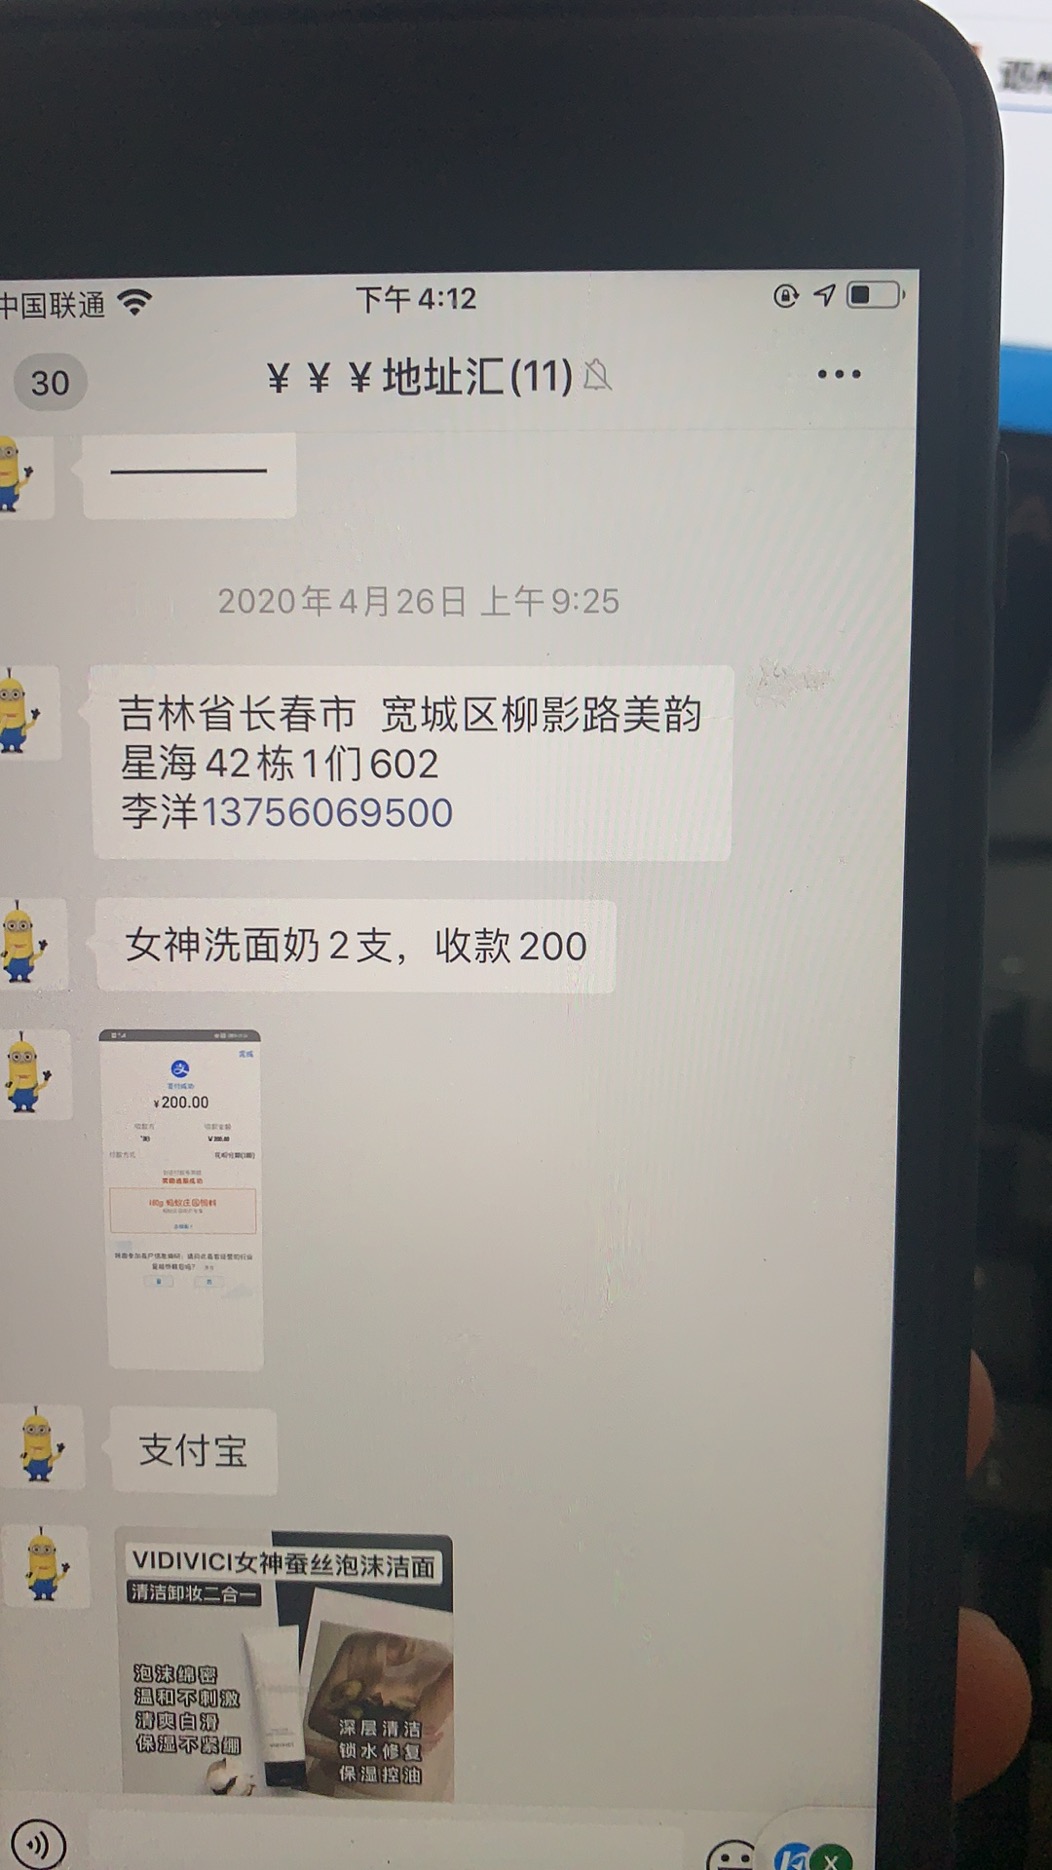 中国联通
下午 4:12
30
￥￥￥地址汇(11)
2020年4月26日 上午9:25
吉林省长春市 宽城区柳影路美韵
星海42栋1们602
李洋13756069500
女神洗面奶2支，收款200
完成
支付成功
¥200.00
支付宝
VIDIVICI女神蚕丝泡沫洁面
清洁卸妆二合一
泡沫绵密
温和不刺激
清爽白滑
保湿不紧绷
深层清洁
锁水修复
保湿控油